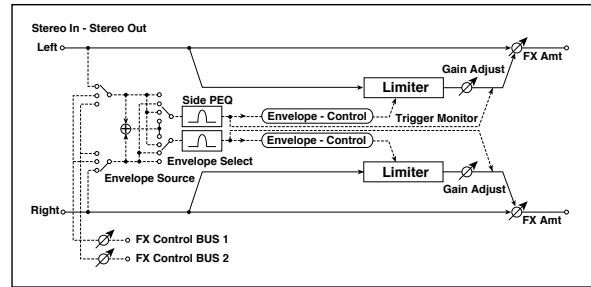 Stereo In - Stereo Out
Left
FX Amt
Gain Adjust
Limiter
Side PEQ
Envelope - Control
Trigger Monitor
Envelope - Control
Envelope Select
Envelope Source
Limiter
Gain Adjust
Right
FX Amt
FX Control BUS 1
FX Control BUS 2